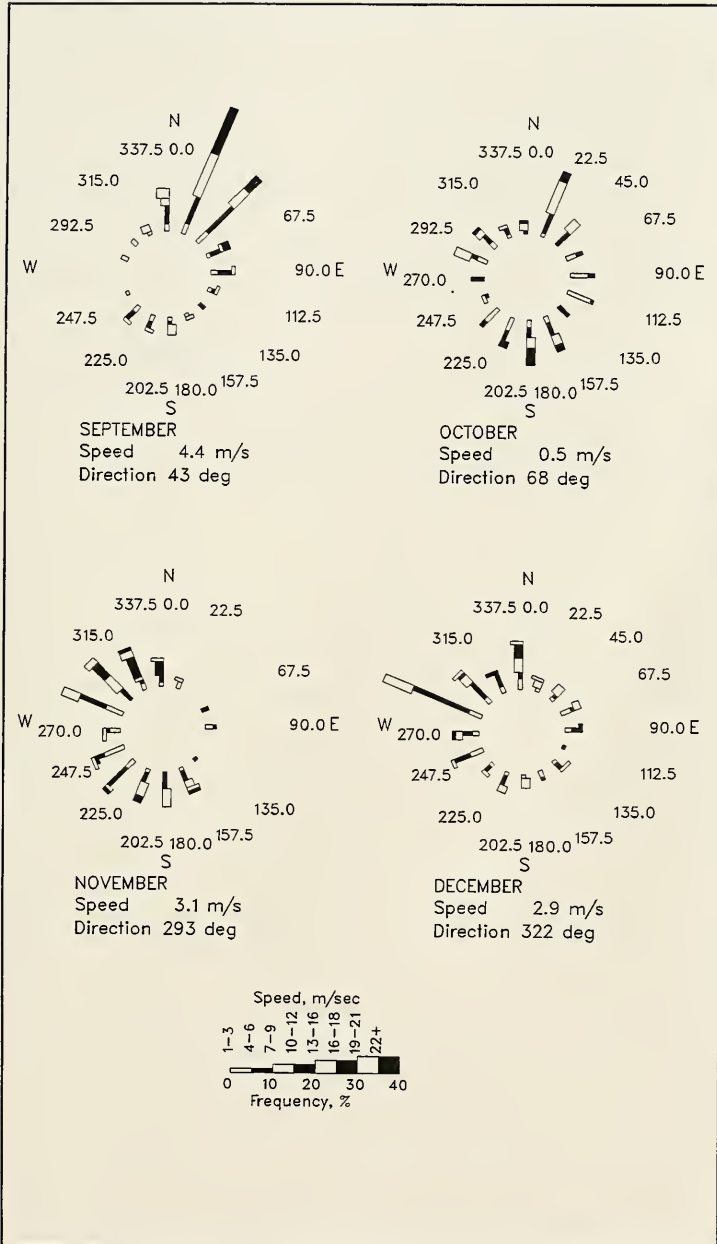 N
337.5 0.0
315.0
292.5
67.5
W
90.0 E
247.5
112.5
225.0
135.0
202.5 180.0 157.5
S
SEPTEMBER
Speed 4.4 m/s
Direction 43 deg
N
337.5 0.0 22.5
315.0
45.0
292.5
67.5
W
270.0
90.0 E
247.5
112.5
225.0
135.0
202.5 180.0 157.5
S
OCTOBER
Speed 0.5 m/s
Direction 68 deg
N
337.5 0.0 22.5
315.0
67.5
W
270.0
90.0 E
247.5
225.0
135.0
202.5 180.0 157.5
S
NOVEMBER
Speed 3.1 m/s
Direction 293 deg
N
337.5 0.0 22.5
315.0
45.0
67.5
W
270.0
90.0 E
247.5
112.5
225.0
135.0
202.5 180.0 157.5
S
DECEMBER
Speed 2.9 m/s
Direction 322 deg
Speed, m/sec
1-3
4-6
7-9
10-12
13-16
16-18
19-21
22+
0 10 20 30 40
Frequency, %